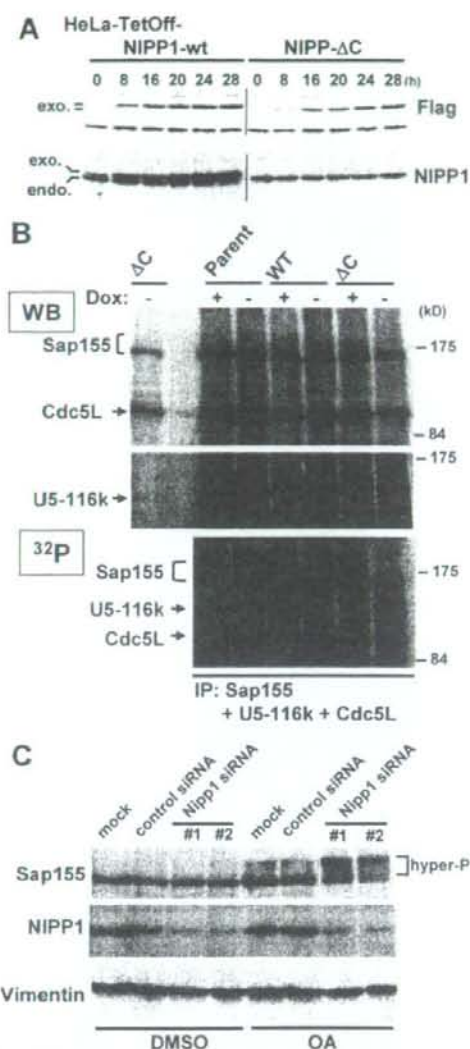 A
HeLa-TetOff-
NIPP1-wt NIPP-ΔC
0 8 16 20 24 28 0 8 16 20 24 28 (h)
exo. = Flag
exo.
endo. NIPP1
B
ΔC Parent WT ΔC
Dox: - + - + - + -
WB (kD)
Sap155 - 175
Cdc5L
- 84
- 175
U5-116k
32P
Sap155 - 175
U5-116k
Cdc5L
- 84
IP: Sap155
+ U5-116k + Cdc5L
C
mock control siRNA Nipp1 siRNA mock control siRNA Nipp1 siRNA
#1 #2 #1 #2
Sap155 hyper-P
NIPP1
Vimentin
DMSO OA